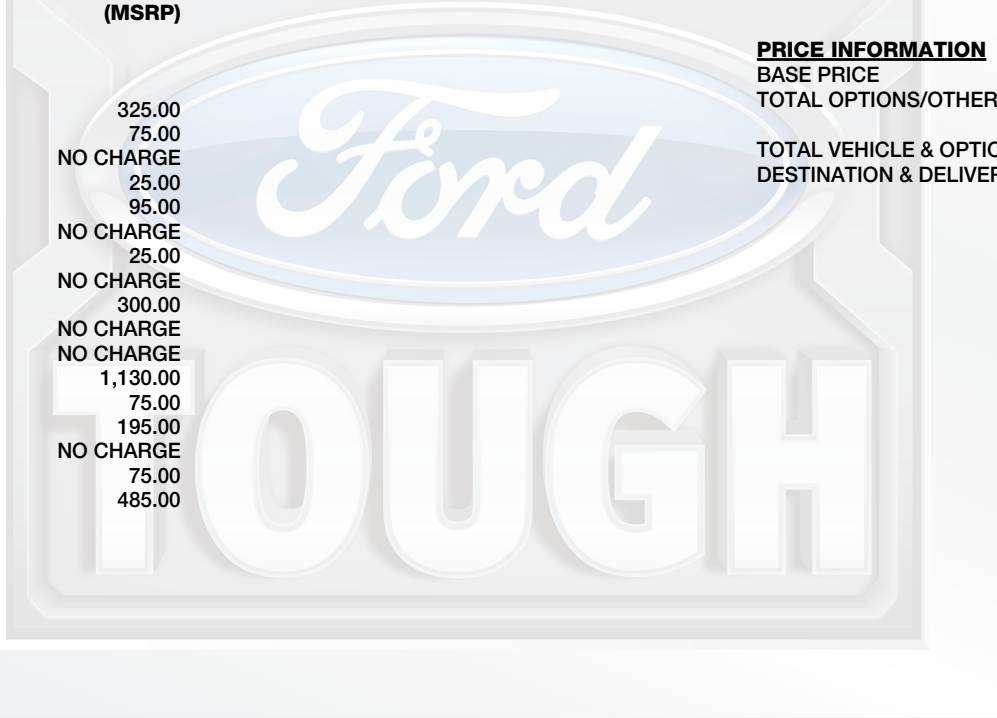 (MSRP)
325.00
75.00
NO CHARGE
25.00
95.00
NO CHARGE
25.00
NO CHARGE
300.00
NO CHARGE
NO CHARGE
1,130.00
75.00
195.00
NO CHARGE
75.00
485.00
PRICE INFORMATION
BASE PRICE
TOTAL OPTIONS/OTHER
TOTAL VEHICLE & OPTIO
DESTINATION & DELIVER
Ford
TOUGH